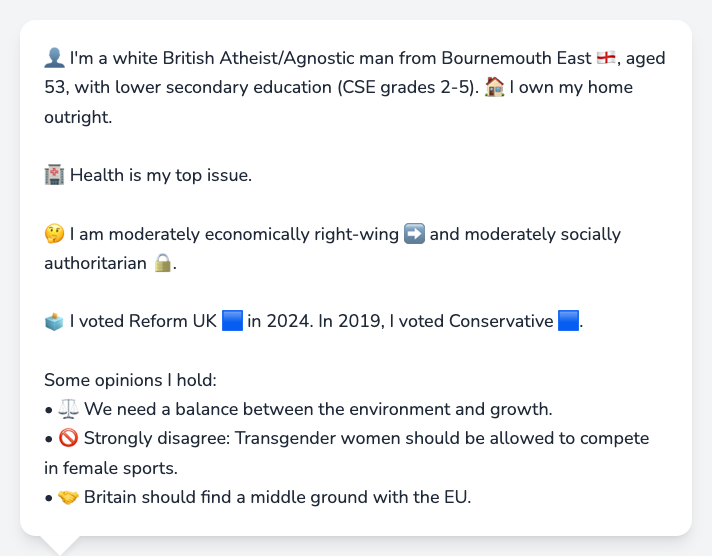 👤 I'm a white British Atheist/Agnostic man from Bournemouth East 🏴󠁧󠁢󠁥󠁮󠁧󠁿, aged
53, with lower secondary education (CSE grades 2-5). 🏠 I own my home
outright.
🏥 Health is my top issue.
🤔 I am moderately economically right-wing ➡️ and moderately socially
authoritarian 🔒.
🗳️ I voted Reform UK 🟦 in 2024. In 2019, I voted Conservative 🟦.
Some opinions I hold:
• ⚖️ We need a balance between the environment and growth.
• 🚫 Strongly disagree: Transgender women should be allowed to compete
in female sports.
• 🤝 Britain should find a middle ground with the EU.